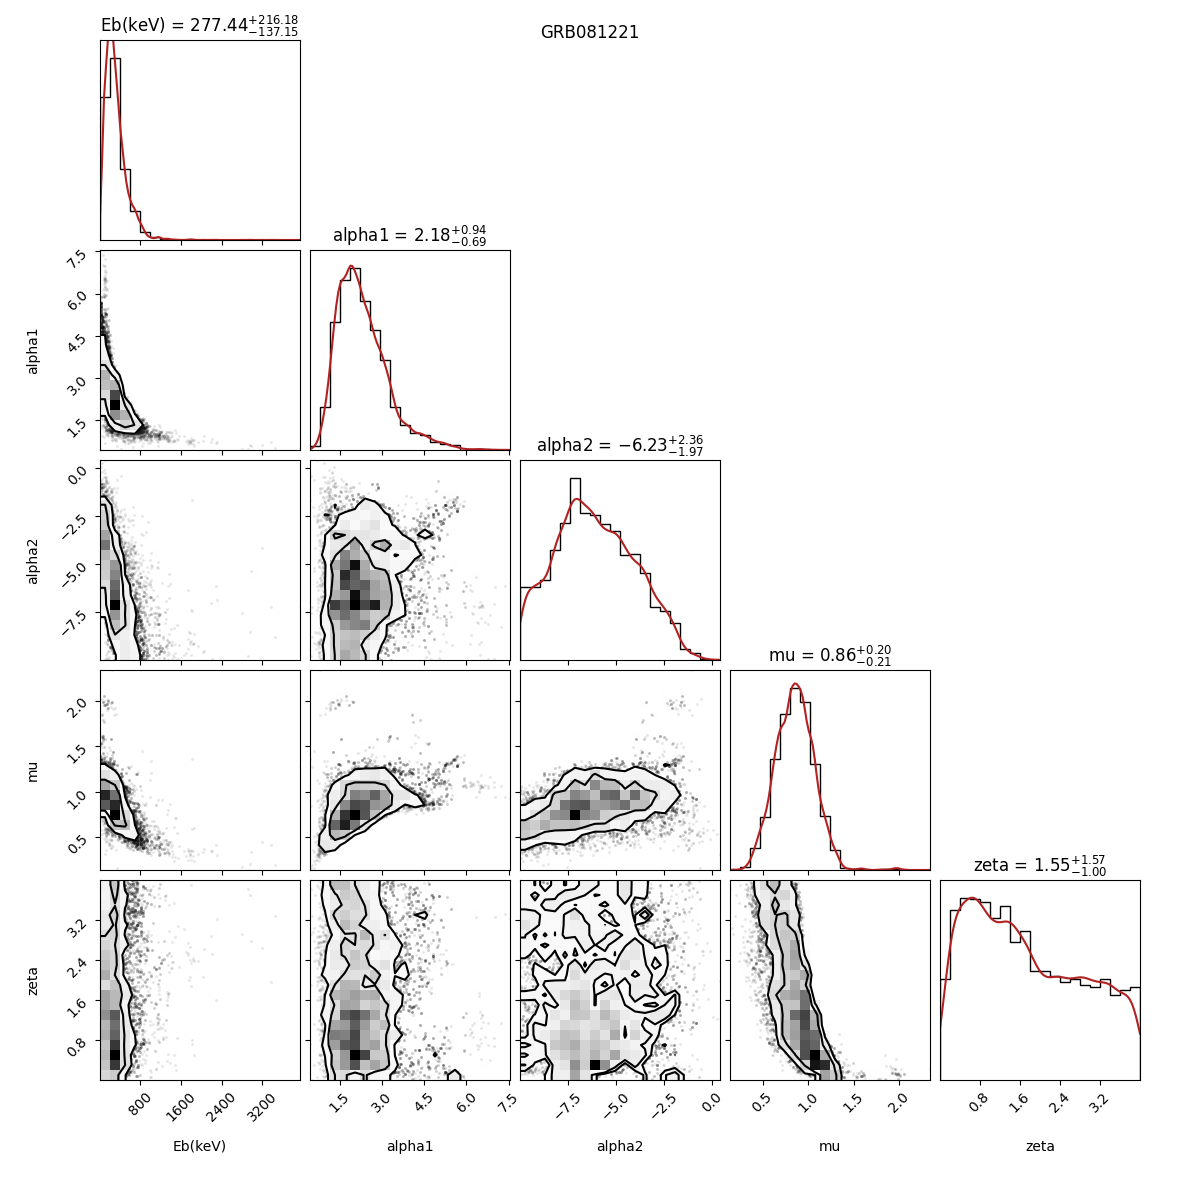 GRB081221
Eb(keV) = 277.44+216.18−137.15
alpha1 = 2.18+0.94−0.69
7.5
6.0
4.5
3.0
1.5
alpha1
alpha2 = −6.23+2.36−1.97
0.0
−2.5
−5.0
−7.5
alpha2
mu = 0.86+0.20−0.21
2.0
1.5
1.0
0.5
mu
zeta = 1.55+1.57−1.00
3.2
2.4
1.6
0.8
zeta
800 1600 2400 3200
1.5 3.0 4.5 6.0 7.5
−7.5 −5.0 −2.5 0.0
0.5 1.0 1.5 2.0
0.8 1.6 2.4 3.2
Eb(keV) alpha1 alpha2 mu zeta